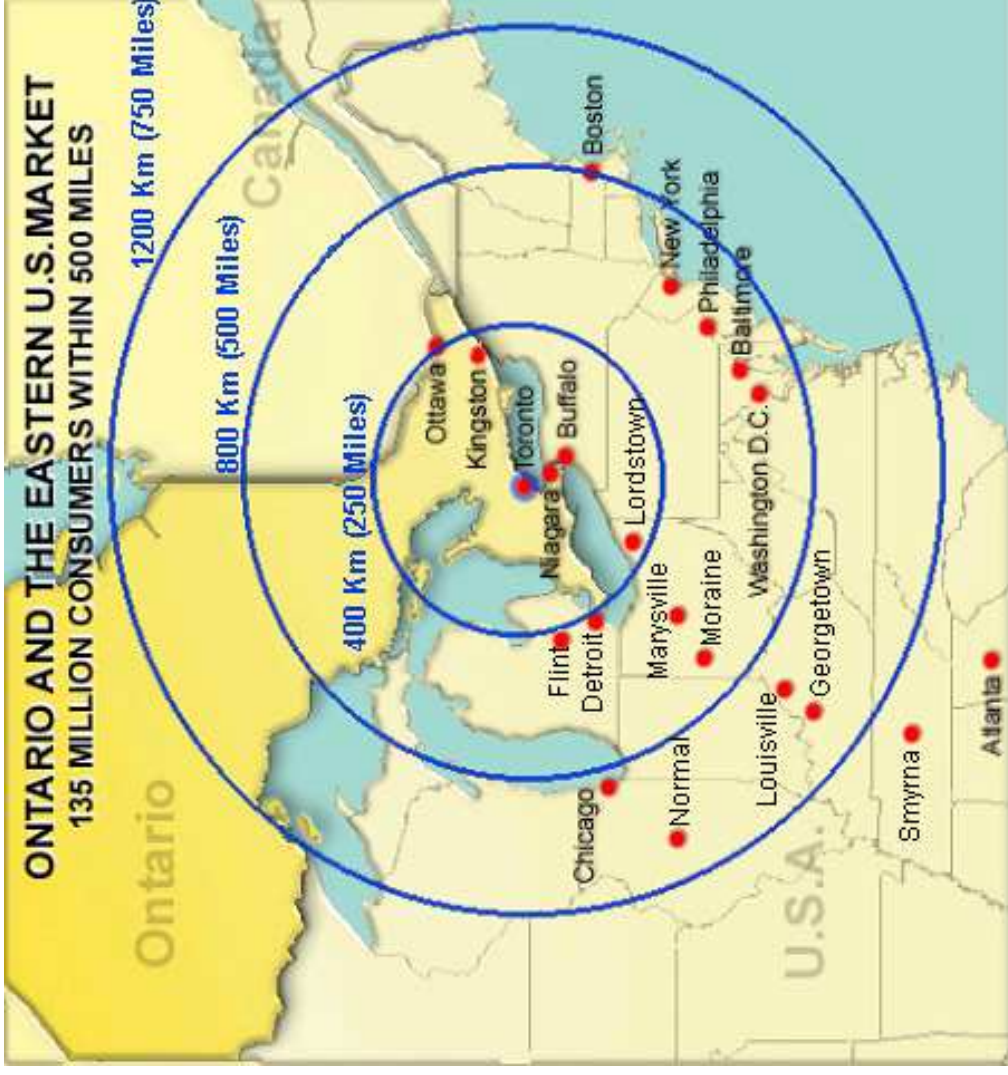 ONTARIO AND THE EASTERN U.S.MARKET
135 MILLION CONSUMERS WITHIN 500 MILES
1200 Km (750 Miles)
800 Km (500 Miles)
400 Km (250 Miles)
Canada
Ontario
Ottawa
Kingston
Toronto
Niagara
Buffalo
Boston
Flint
Detroit
Lordstown
New York
Chicago
Marysville
Moraine
Philadelphia
Normal
Baltimore
Washington D.C.
Louisville
Georgetown
U.S.A.
Smyrna
Atlanta